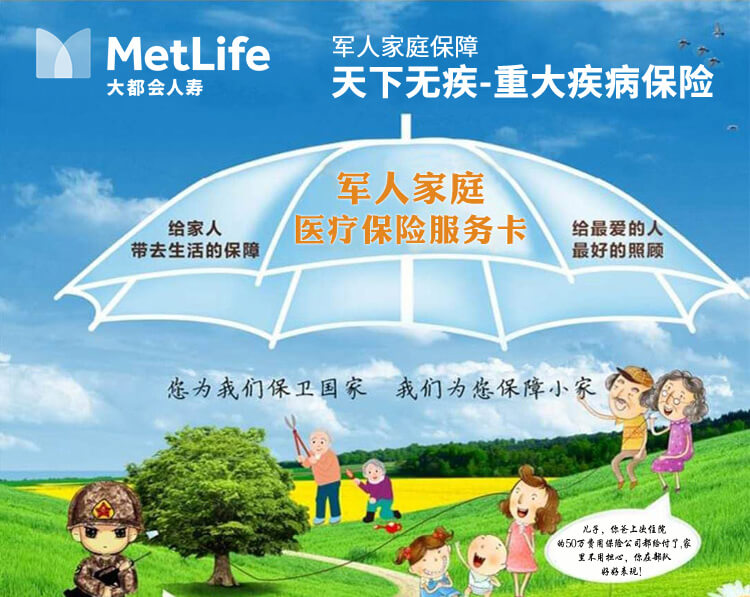 MetLife
大都会人寿
军人家庭保障
天下无疾-重大疾病保险
军人家庭
医疗保险服务卡
给家人
带去生活的保障
给最爱的人
最好的照顾
您为我们保卫国家 我们为您保障小家
儿子、你爸上次住院
的50万费用保险公司都给付了,家
里不用担心,你在部队
好好表现!